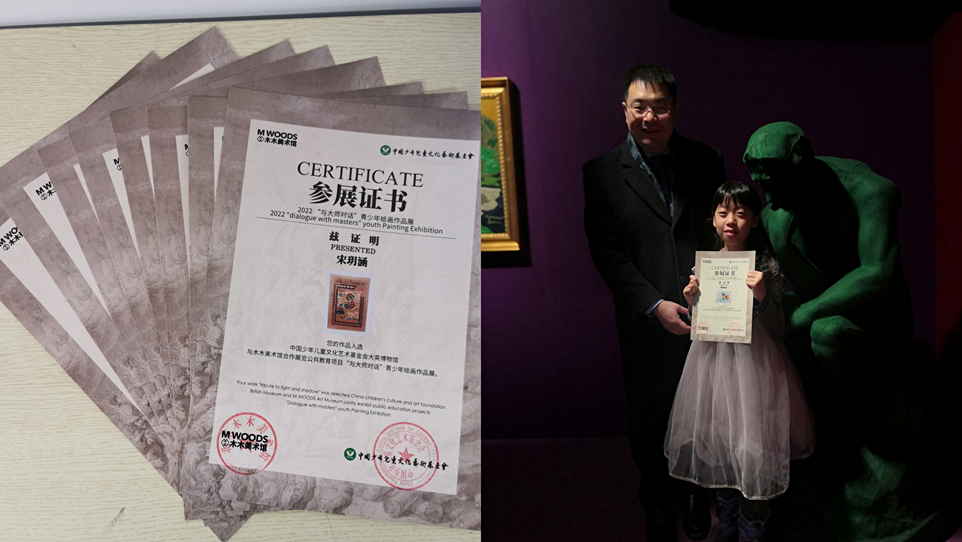 M WOODS
木木美术馆
中国少年儿童文化艺术基金会
CERTIFICATE
参展证书
2022 “与大师对话”青少年绘画作品展
2022 "dialogue with masters" youth Painting Exhibition
兹 证 明
PRESENTED
宋玥涵
您的作品入选
中国少年儿童文化艺术基金会大英博物馆
与木木美术馆合作展览公共教育项目“与大师对话”青少年绘画作品展。
Your work "tribute to light and shadow" was selected China children's culture and art foundation
British Museum and M WOODS Art Museum jointly exhibit public education projects
"Dialogue with masters" youth Painting Exhibition.
M WOODS
木木美术馆
中国少年儿童文化艺术基金会
M W
M
M
M W
M WO
CERTIFICATE
参展证书